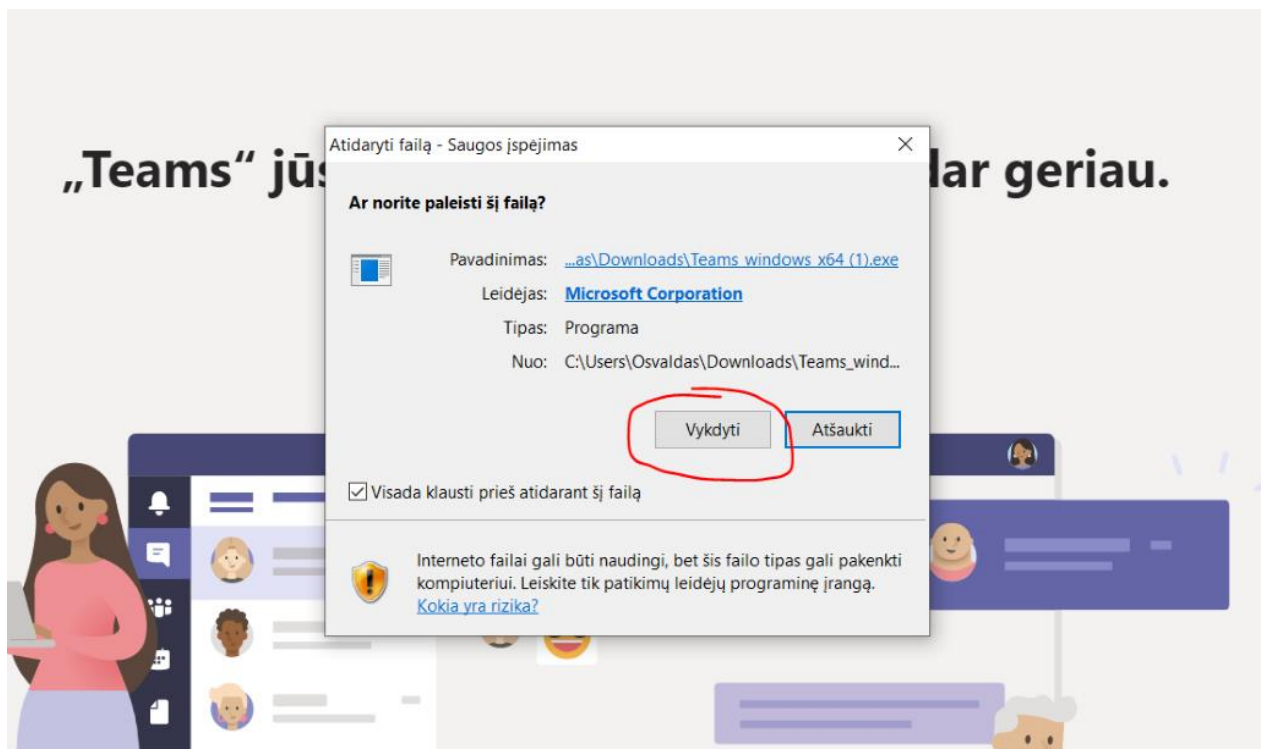 Atidaryti failą - Saugos įspėjimas
„Teams“ jūs
dar geriau.
Ar norite paleisti šį failą?
Pavadinimas: ...as\Downloads\Teams_windows_x64 (1).exe
Leidėjas: Microsoft Corporation
Tipas: Programa
Nuo: C:\Users\Osvaldas\Downloads\Teams_wind...
Vykdyti Atšaukti
Visada klausti prieš atidarant šį failą
Interneto failai gali būti naudingi, bet šis failo tipas gali pakenkti
kompiuteriui. Leiskite tik patikimų leidėjų programinę įrangą.
Kokia yra rizika?